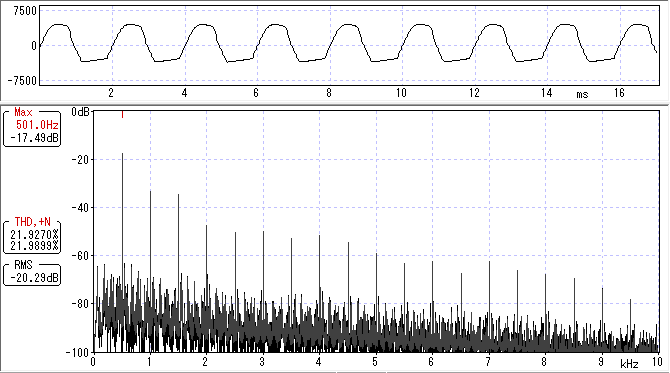 7500
0
-7500
2 4 6 8 10 12 ms 14 16
Max
501.0Hz
-17.49dB
THD,+N
21.9270%
21.9899%
RMS
-20.29dB
0dB
-20
-40
-60
-80
-100
0 1 2 3 4 5 6 7 8 9 kHz 10